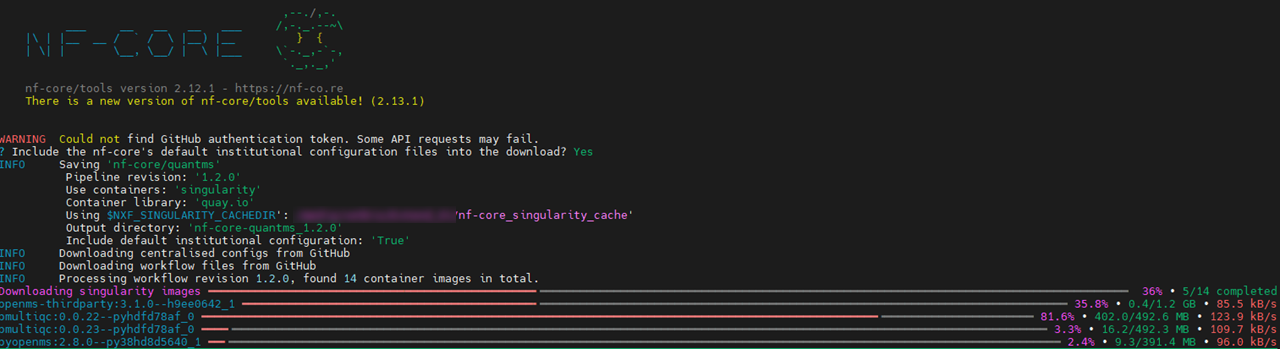 nf-core/tools version 2.12.1 - https://nf-co.re
There is a new version of nf-core/tools available! (2.13.1)
WARNING Could not find GitHub authentication token. Some API requests may fail.
? Include the nf-core's default institutional configuration files into the download? Yes
INFO Saving 'nf-core/quantms'
Pipeline revision: '1.2.0'
Use containers: 'singularity'
Container library: 'quay.io'
Using $NXF_SINGULARITY_CACHEDIR': /nf-core_singularity_cache'
Output directory: 'nf-core-quantms_1.2.0'
Include default institutional configuration: 'True'
INFO Downloading centralised configs from GitHub
INFO Downloading workflow files from GitHub
INFO Processing workflow revision 1.2.0, found 14 container images in total.
Downloading singularity images 36% • 5/14 completed
openms-thirdparty:3.1.0--h9ee0642_1 35.8% • 0.4/1.2 GB • 85.5 kB/s
pmultiqc:0.0.22--pyhdfd78af_0 81.6% • 402.0/492.6 MB • 123.9 kB/s
pmultiqc:0.0.23--pyhdfd78af_0 3.3% • 16.2/492.3 MB • 109.7 kB/s
pyopenms:2.8.0--py38hd8d5640_1 2.4% • 9.3/391.4 MB • 96.0 kB/s